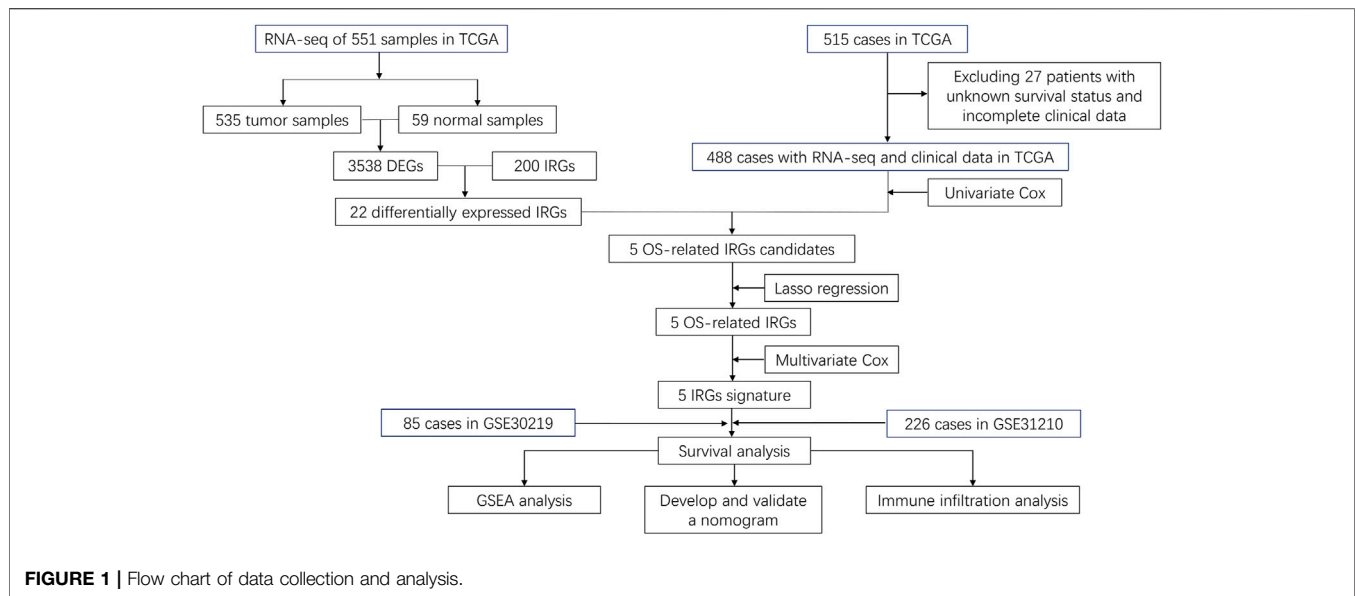 RNA-seq of 551 samples in TCGA
515 cases in TCGA
Excluding 27 patients with
unknown survival status and
incomplete clinical data
535 tumor samples
59 normal samples
3538 DEGs
200 IRGs
488 cases with RNA-seq and clinical data in TCGA
Univariate Cox
22 differentially expressed IRGs
5 OS-related IRGs candidates
Lasso regression
5 OS-related IRGs
Multivariate Cox
5 IRGs signature
85 cases in GSE30219
226 cases in GSE31210
Survival analysis
GSEA analysis
Develop and validate
a nomogram
Immune infiltration analysis
FIGURE 1 | Flow chart of data collection and analysis.